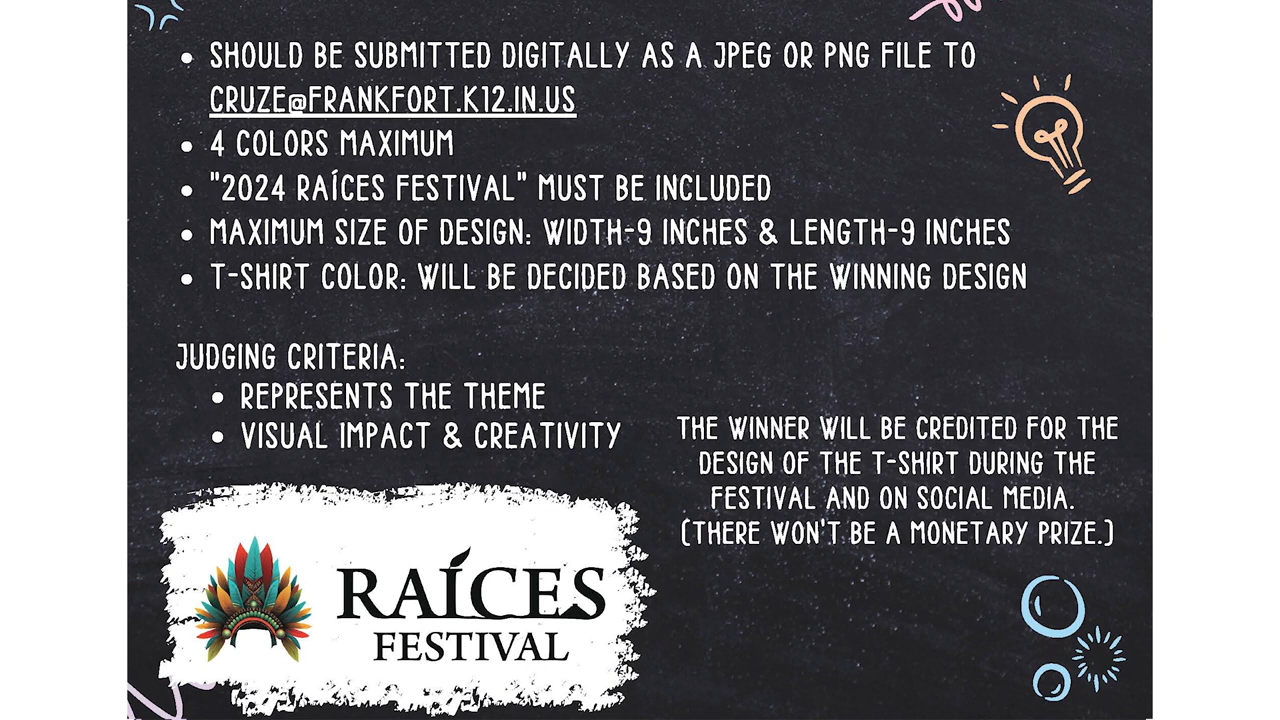 • SHOULD BE SUBMITTED DIGITALLY AS A JPEG OR PNG FILE TO
CRUZE@FRANKFORT.K12.IN.US
• 4 COLORS MAXIMUM
• "2024 RAÍCES FESTIVAL" MUST BE INCLUDED
• MAXIMUM SIZE OF DESIGN: WIDTH-9 INCHES & LENGTH-9 INCHES
• T-SHIRT COLOR: WILL BE DECIDED BASED ON THE WINNING DESIGN
JUDGING CRITERIA:
• REPRESENTS THE THEME
• VISUAL IMPACT & CREATIVITY
THE WINNER WILL BE CREDITED FOR THE
DESIGN OF THE T-SHIRT DURING THE
FESTIVAL AND ON SOCIAL MEDIA.
(THERE WON'T BE A MONETARY PRIZE.)
RAÍCES
FESTIVAL